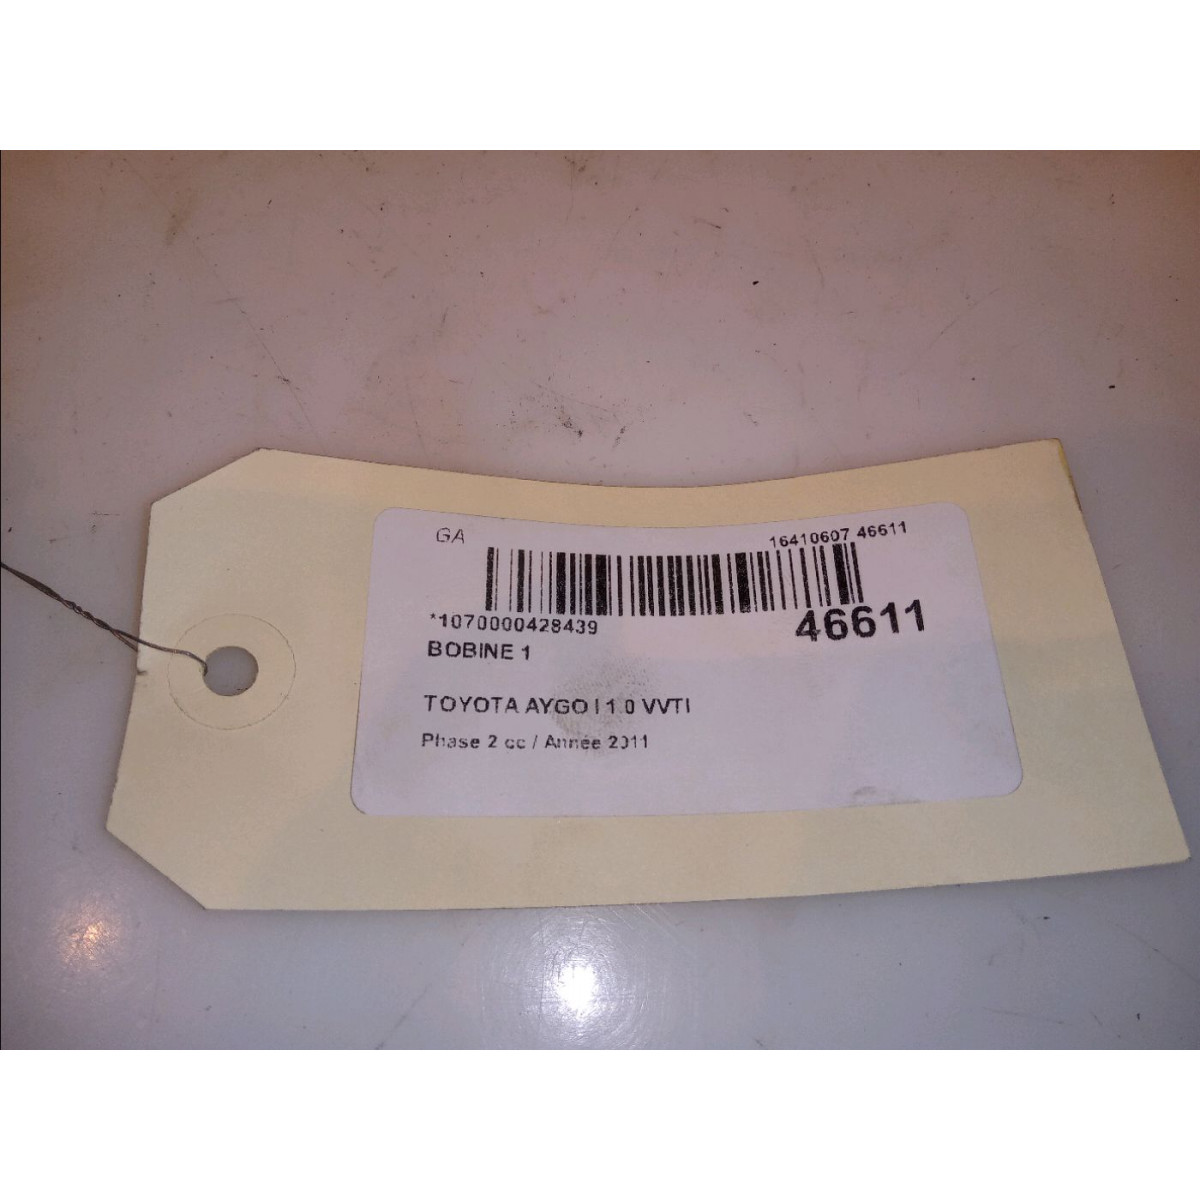 GA
16410607 46611
*1070000428439
46611
BOBINE 1
TOYOTA AYGO I 1.0 VVTI
Phase 2 cc / Année 2011